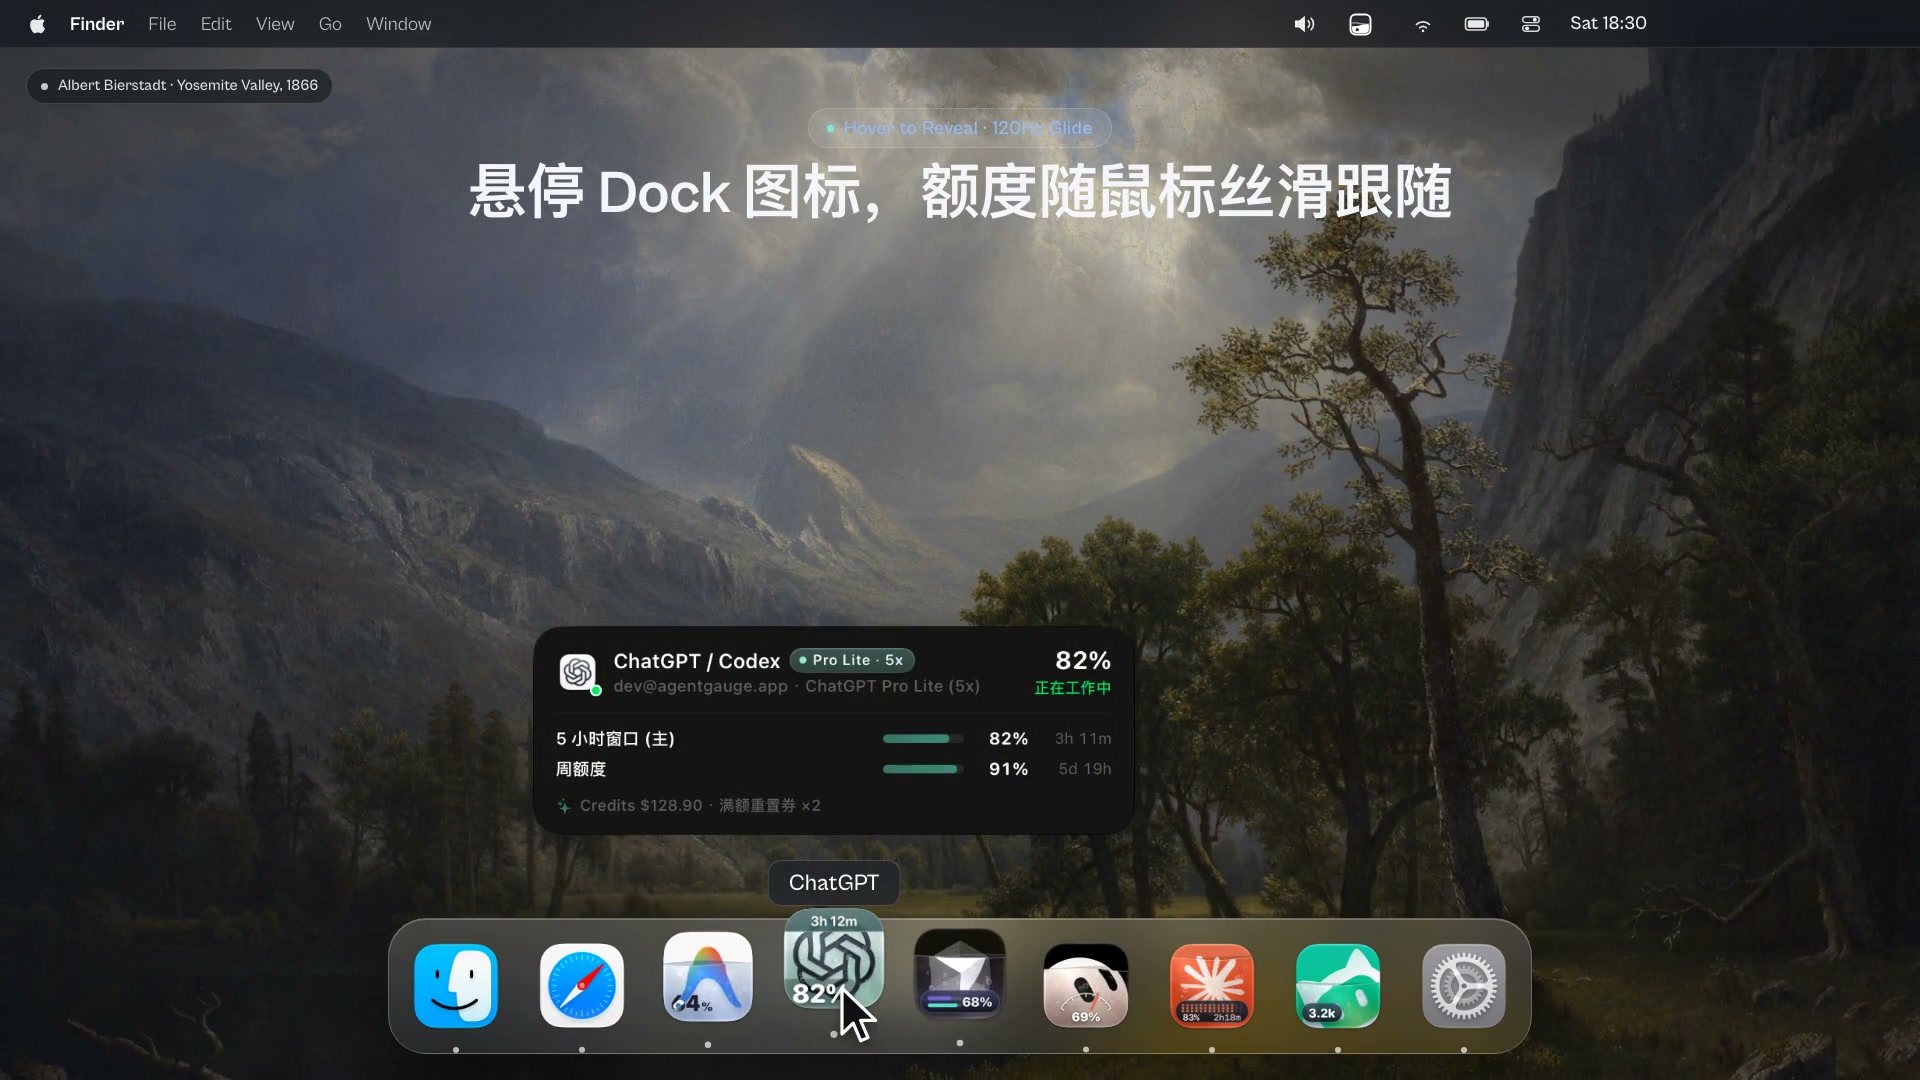 Finder File Edit View Go Window Sat 18:30
Albert Bierstadt · Yosemite Valley, 1866
Hover to Reveal · 120Hz Glide
悬停 Dock 图标，额度随鼠标丝滑跟随
ChatGPT / Codex Pro Lite · 5x 82%
dev@agentgauge.app · ChatGPT Pro Lite (5x) 正在工作中
5 小时窗口 (主) 82% 3h 11m
周额度 91% 5d 19h
Credits $128.90 · 满额重置券 ×2
ChatGPT
3h 12m
64% 82% 68% 69% 83% 2h18m 3.2k